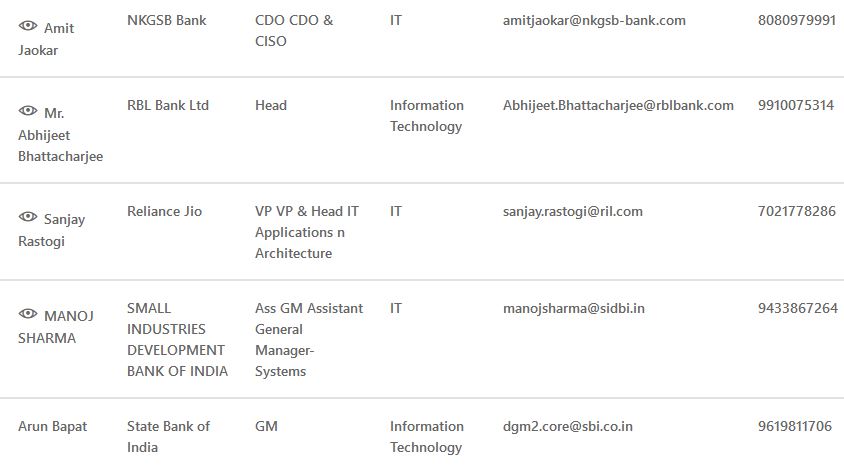 Amit Jaokar NKGSB Bank CDO CDO & CISO IT amitjaokar@nkgsb-bank.com 8080979991
Mr. Abhijeet Bhattacharjee RBL Bank Ltd Head Information Technology Abhijeet.Bhattacharjee@rblbank.com 9910075314
Sanjay Rastogi Reliance Jio VP VP & Head IT Applications n Architecture IT sanjay.rastogi@ril.com 7021778286
MANOJ SHARMA SMALL INDUSTRIES DEVELOPMENT BANK OF INDIA Ass GM Assistant General Manager-Systems IT manojsharma@sidbi.in 9433867264
Arun Bapat State Bank of India GM Information Technology dgm2.core@sbi.co.in 9619811706